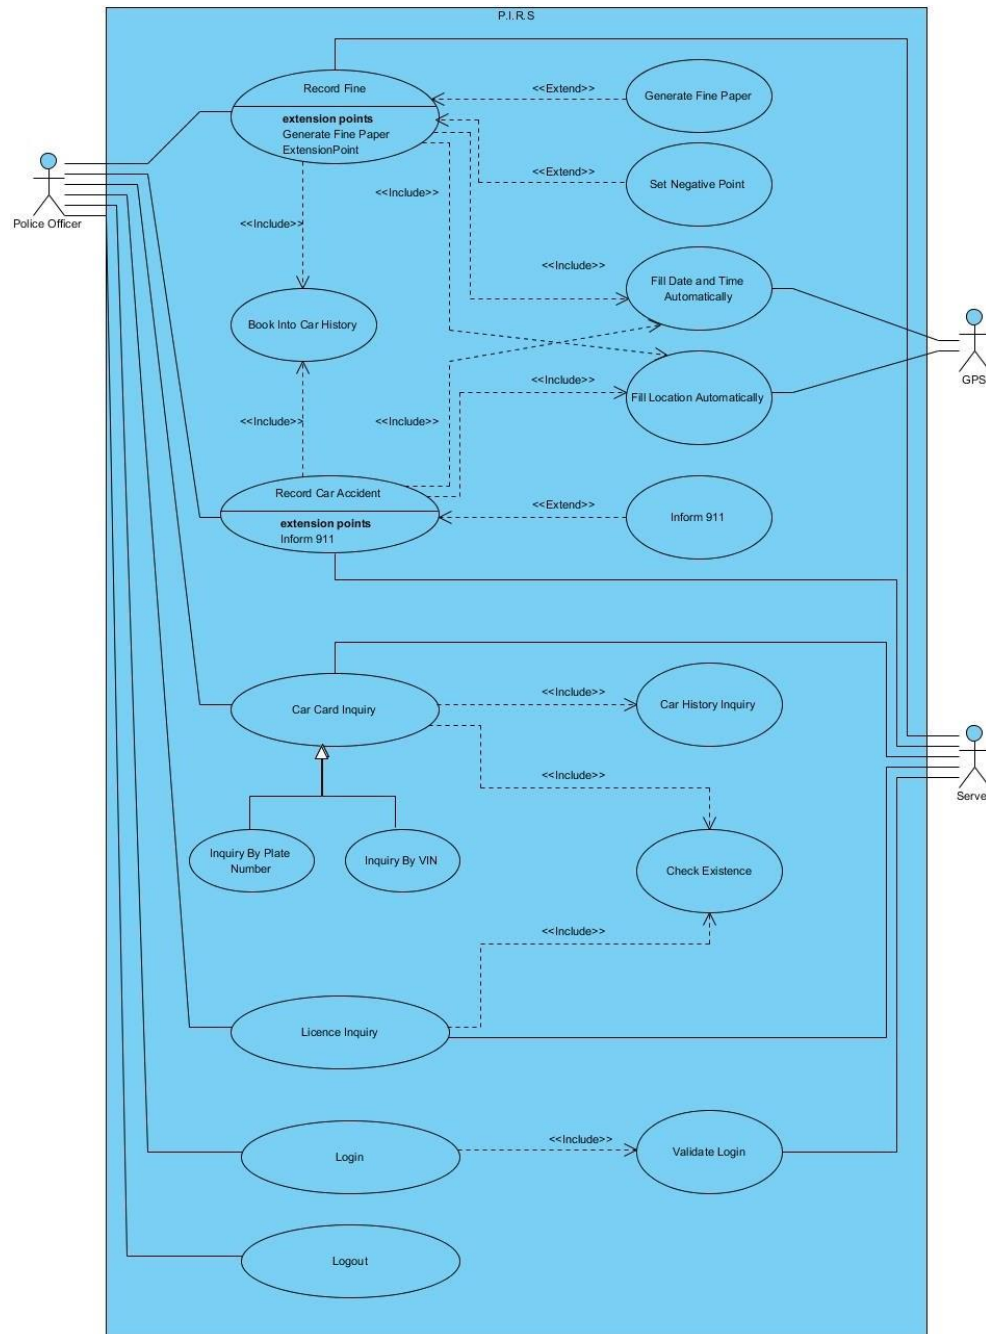 P.I.R.S
Record Fine
extension points
Generate Fine Paper
ExtensionPoint
<<Extend>>
Generate Fine Paper
<<Include>>
<<Extend>>
Set Negative Point
Police Officer
<<Include>>
<<Include>>
Fill Date and Time
Automatically
Book Into Car History
GPS
<<Include>>
Fill Location Automatically
<<Include>>
<<Include>>
Record Car Accident
extension points
Inform 911
<<Extend>>
Inform 911
Car Card Inquiry
<<Include>>
Car History Inquiry
<<Include>>
Server
Inquiry By Plate
Number
Inquiry By VIN
Check Existence
<<Include>>
Licence Inquiry
Login
<<Include>>
Validate Login
Logout